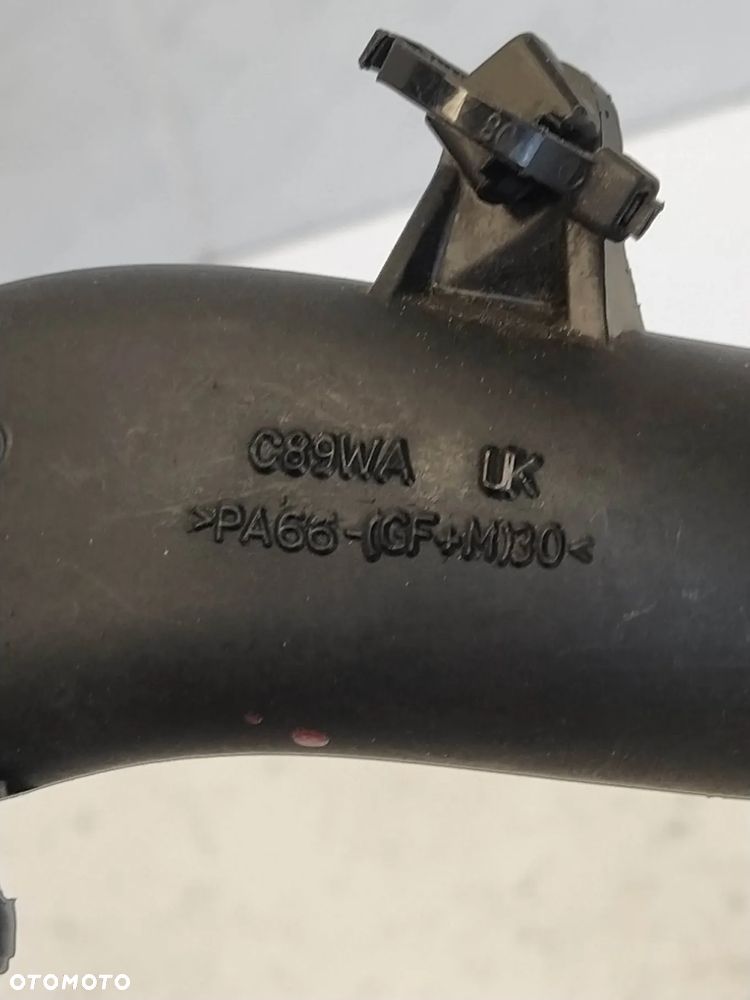 C89WA UK
>PA66-(GF+M)30<
OTOMOTO